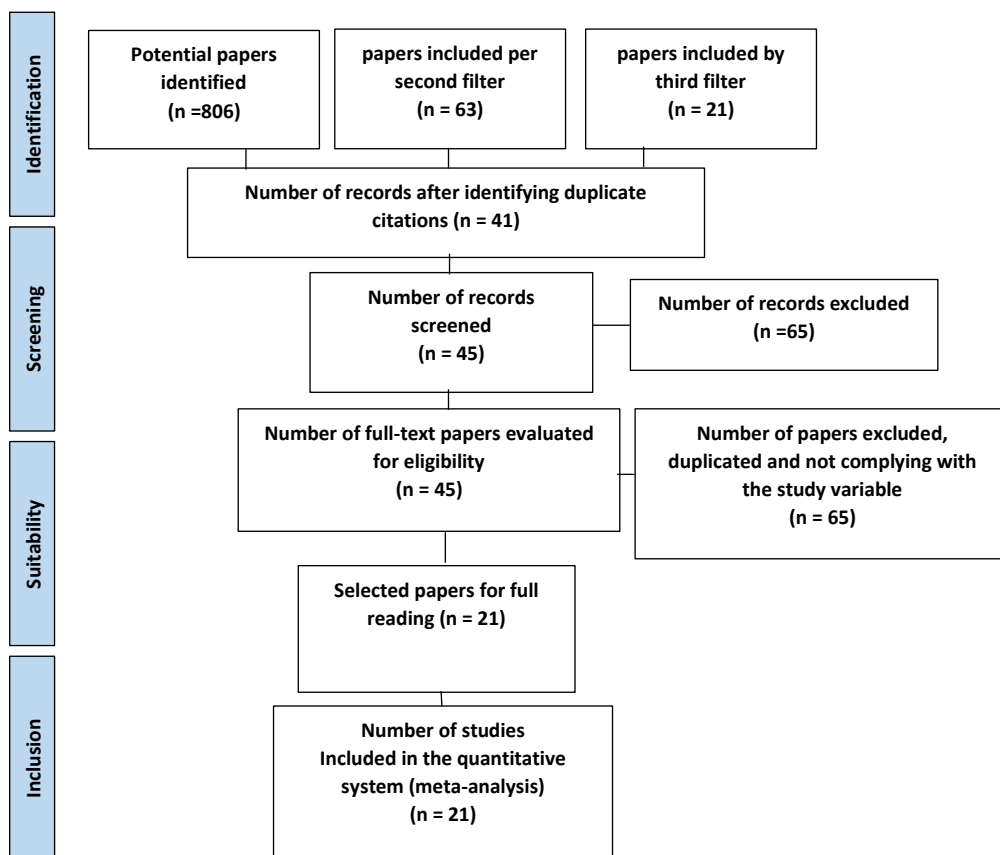 Identification
Potential papers
identified
(n =806)
papers included per
second filter
(n = 63)
papers included by
third filter
(n = 21)
Number of records after identifying duplicate
citations (n = 41)
Screening
Number of records
screened
(n = 45)
Number of records excluded
(n =65)
Suitability
Number of full-text papers evaluated
for eligibility
(n = 45)
Number of papers excluded,
duplicated and not complying with
the study variable
(n = 65)
Selected papers for full
reading (n = 21)
Inclusion
Number of studies
Included in the quantitative
system (meta-analysis)
(n = 21)